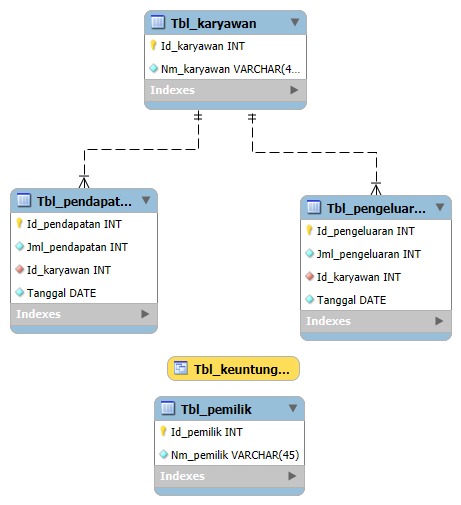 Tbl_karyawan
Id_karyawan INT
Nm_karyawan VARCHAR(4...
Indexes
Tbl_pendapat...
Id_pendapatan INT
Jml_pendapatan INT
Id_karyawan INT
Tanggal DATE
Indexes
Tbl_pengeluar...
Id_pengeluaran INT
Jml_pengeluaran INT
Id_karyawan INT
Tanggal DATE
Indexes
Tbl_keuntung...
Tbl_pemilik
Id_pemilik INT
Nm_pemilik VARCHAR(45)
Indexes